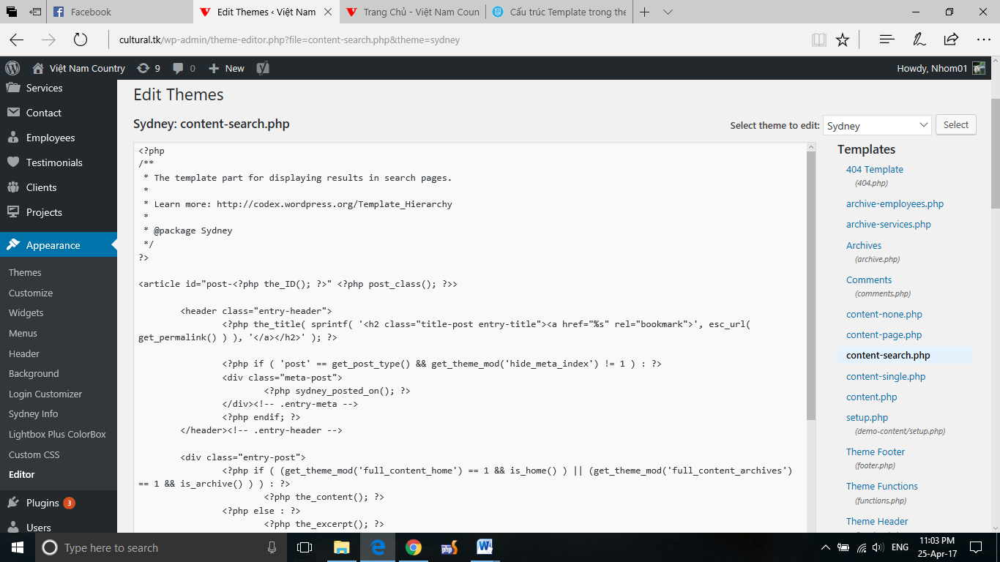 Facebook
Edit Themes ‹ Việt Nam
Trang Chủ - Việt Nam Coun
Cấu trúc Template trong the
cultural.tk/wp-admin/theme-editor.php?file=content-search.php&theme=sydney
Việt Nam Country
9
0
New
Howdy, Nhom01
Services
Contact
Employees
Testimonials
Clients
Projects
Appearance
Themes
Customize
Widgets
Menus
Header
Background
Login Customizer
Sydney Info
Lightbox Plus ColorBox
Custom CSS
Editor
Plugins 3
Users
Edit Themes
Sydney: content-search.php
Select theme to edit: Sydney Select
<?php
/**
 * The template part for displaying results in search pages.
 *
 * Learn more: http://codex.wordpress.org/Template_Hierarchy
 *
 * @package Sydney
 */
?>
<article id="post-<?php the_ID(); ?>" <?php post_class(); ?>>
<header class="entry-header">
<?php the_title( sprintf( '<h2 class="title-post entry-title"><a href="%s" rel="bookmark">', esc_url(
get_permalink() ) ), '</a></h2>' ); ?>
<?php if ( 'post' == get_post_type() && get_theme_mod('hide_meta_index') != 1 ) : ?>
<div class="meta-post">
<?php sydney_posted_on(); ?>
</div><!-- .entry-meta -->
<?php endif; ?>
</header><!-- .entry-header -->
<div class="entry-post">
<?php if ( (get_theme_mod('full_content_home') == 1 && is_home() ) || (get_theme_mod('full_content_archives')
== 1 && is_archive() ) ) : ?>
<?php the_content(); ?>
<?php else : ?>
<?php the_excerpt(); ?>
Templates
404 Template
(404.php)
archive-employees.php
archive-services.php
Archives
(archive.php)
Comments
(comments.php)
content-none.php
content-page.php
content-search.php
content-single.php
content.php
setup.php
(demo-content/setup.php)
Theme Footer
(footer.php)
Theme Functions
(functions.php)
Theme Header
Type here to search
php
ENG
11:03 PM
25-Apr-17